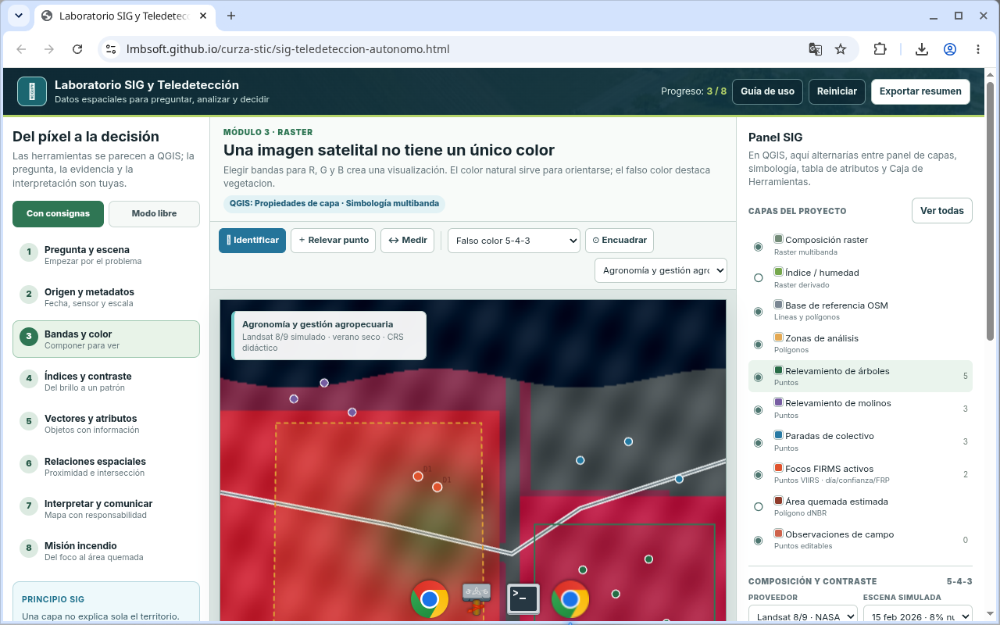 Laboratorio SIG y Teledetecc
lmbsoft.github.io/curza-stic/sig-teledeteccion-autonomo.html
Laboratorio SIG y Teledetección
Datos espaciales para preguntar, analizar y decidir
Progreso: 3 / 8
Guía de uso
Reiniciar
Exportar resumen
Del píxel a la decisión
Las herramientas se parecen a QGIS; la
pregunta, la evidencia y la
interpretación son tuyas.
Con consignas
Modo libre
1
Pregunta y escena
Empezar por el problema
2
Origen y metadatos
Fecha, sensor y escala
3
Bandas y color
Componer para ver
4
Índices y contraste
Del brillo a un patrón
5
Vectores y atributos
Objetos con información
6
Relaciones espaciales
Proximidad e intersección
7
Interpretar y comunicar
Mapa con responsabilidad
8
Misión incendio
Del foco al área quemada
PRINCIPIO SIG
Una capa no explica sola el territorio.
MÓDULO 3 · RASTER
Una imagen satelital no tiene un único color
Elegir bandas para R, G y B crea una visualización. El color natural sirve para orientarse; el falso color destaca
vegetacion.
QGIS: Propiedades de capa · Simbología multibanda
Identificar
+ Relevar punto
↔ Medir
Falso color 5-4-3
⊙ Encuadrar
Agronomía y gestión agro
Agronomía y gestión agropecuaria
Landsat 8/9 simulado · verano seco · CRS
didáctico
01
01
Panel SIG
En QGIS, aquí alternarías entre panel de capas,
simbología, tabla de atributos y Caja de
Herramientas.
CAPAS DEL PROYECTO
Ver todas
Composición raster
Raster multibanda
Índice / humedad
Raster derivado
Base de referencia OSM
Líneas y polígonos
Zonas de análisis
Polígonos
Relevamiento de árboles
Puntos
5
Relevamiento de molinos
Puntos
3
Paradas de colectivo
Puntos
3
Focos FIRMS activos
Puntos VIIRS · día/confianza/FRP
2
Área quemada estimada
Polígono dNBR
Observaciones de campo
Puntos editables
0
COMPOSICIÓN Y CONTRASTE
5-4-3
PROVEEDOR
ESCENA SIMULADA
Landsat 8/9 · NASA
15 feb 2026 · 8% nu